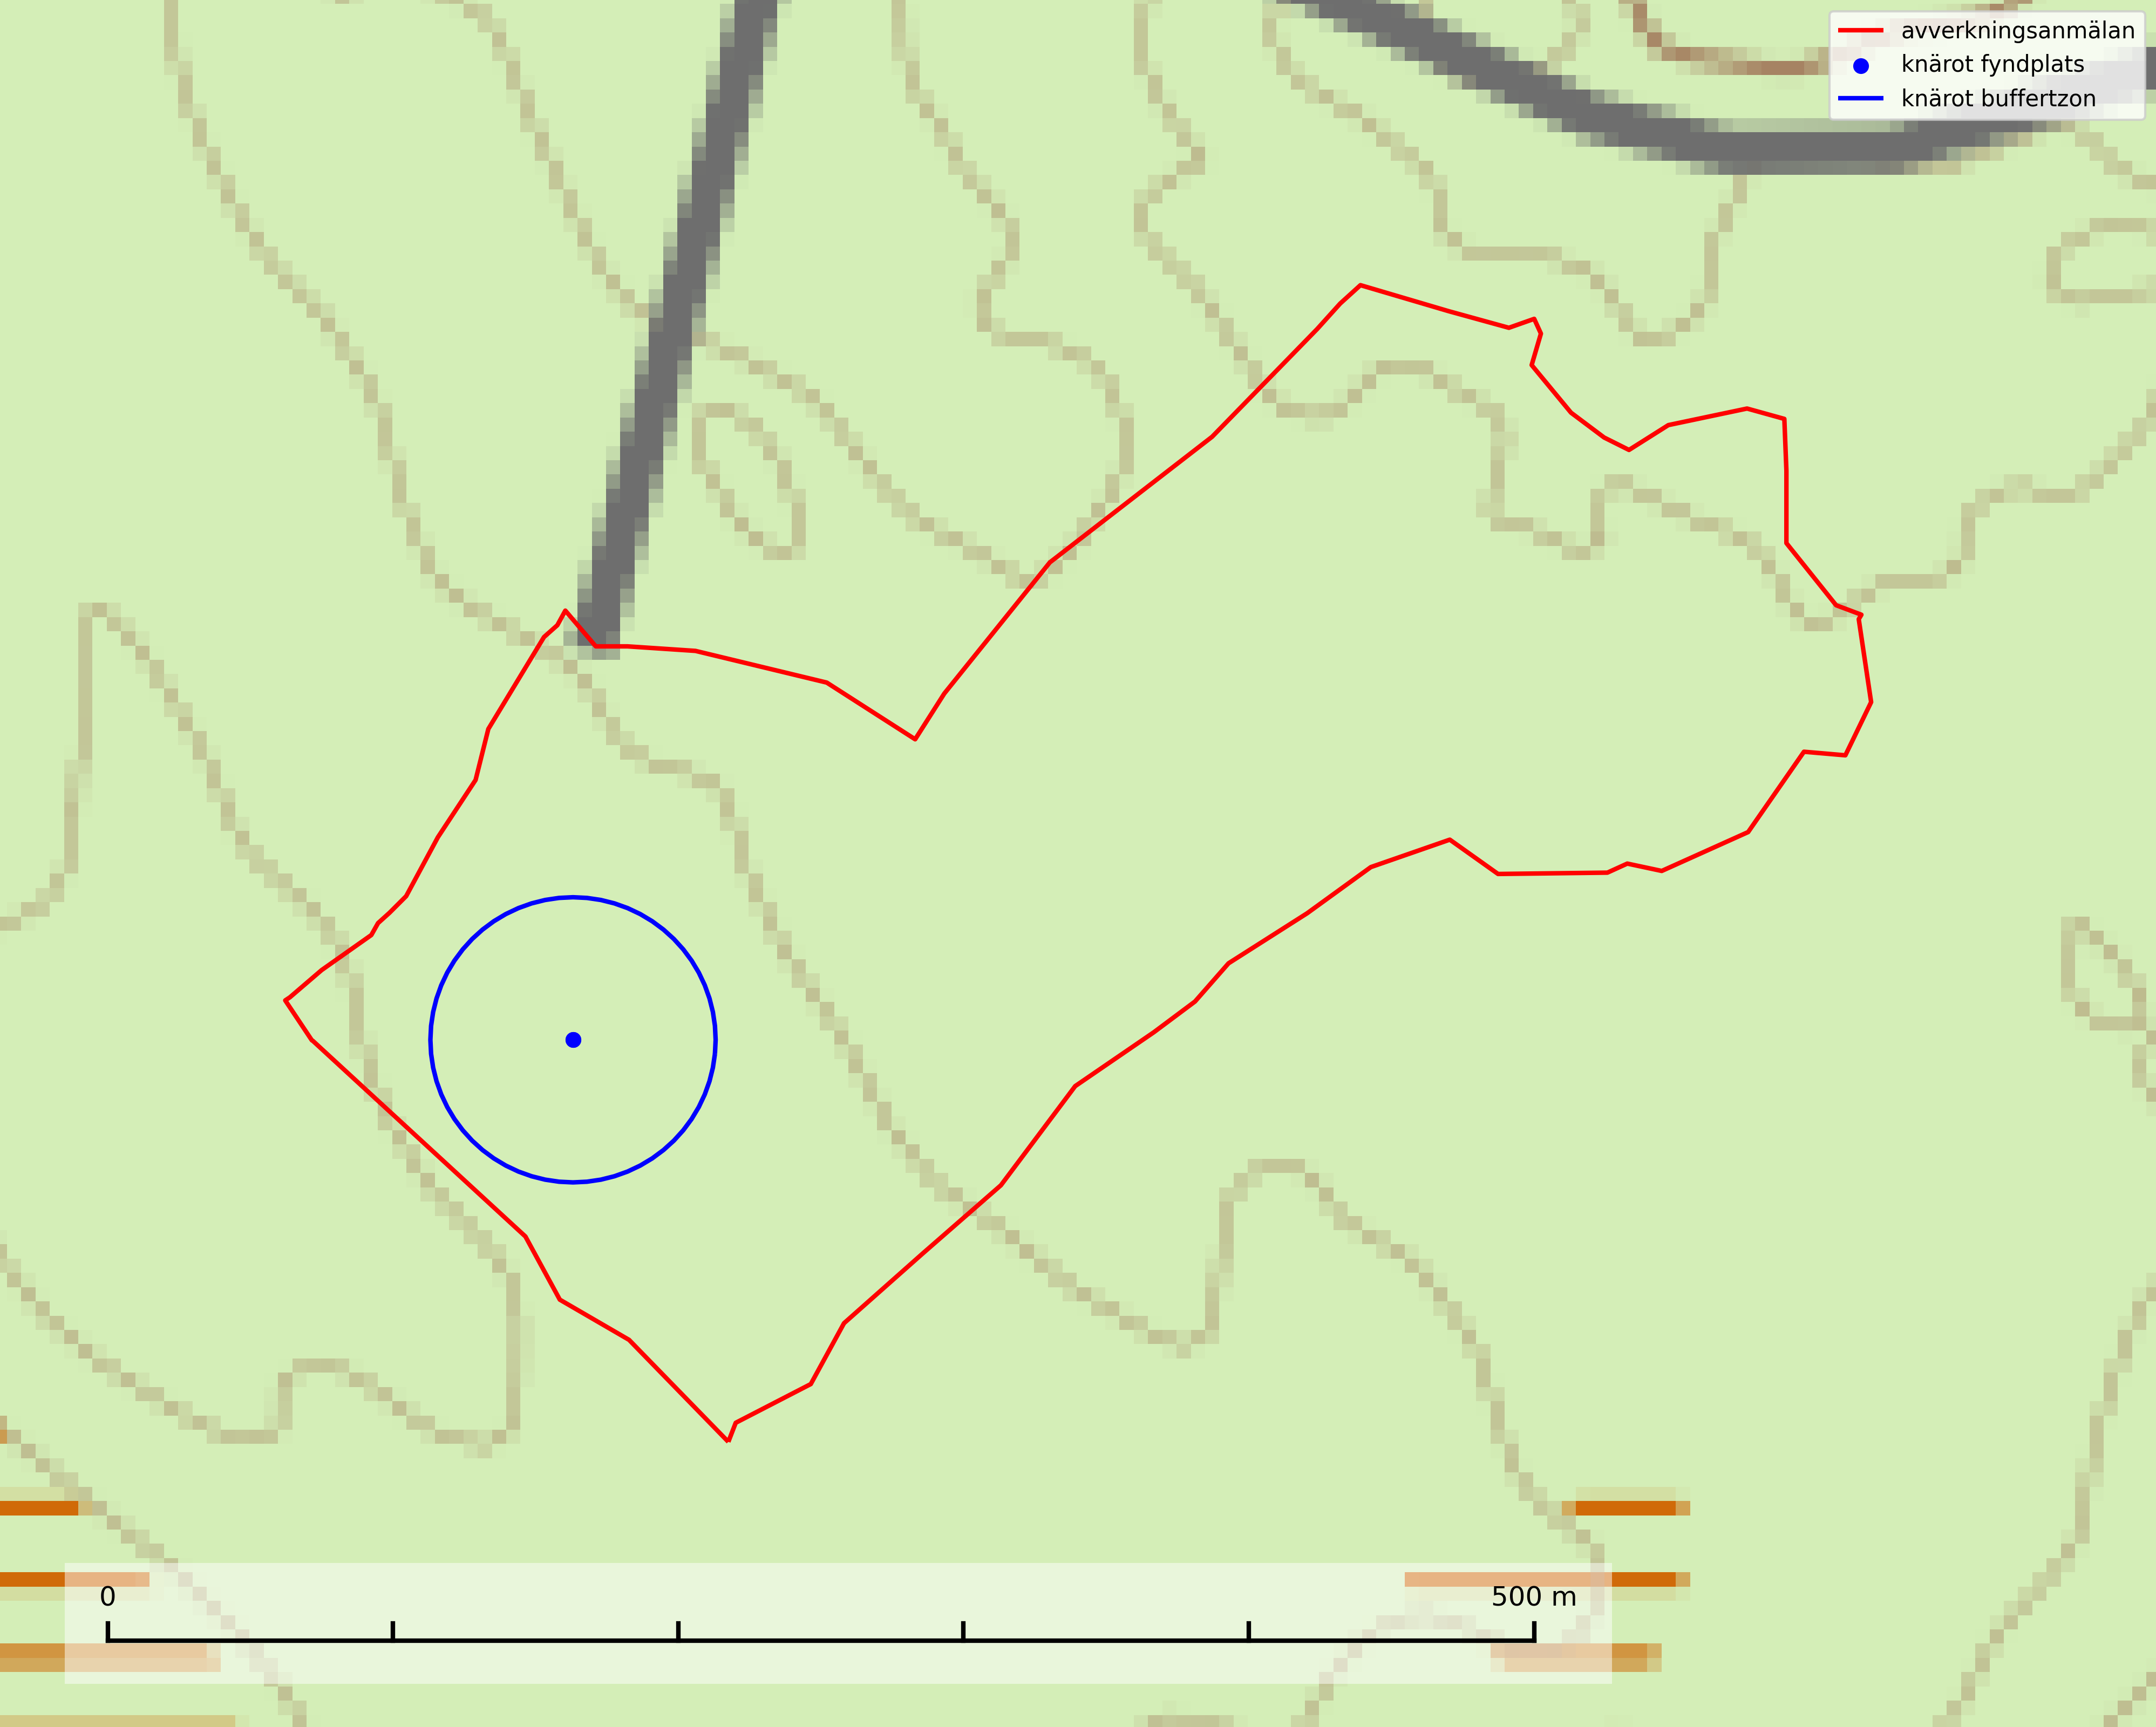 avverkningsanmälan
knärot fyndplats
knärot buffertzon
0 500 m